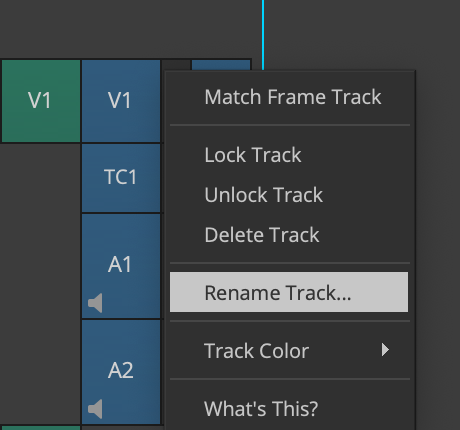 V1
V1
Match Frame Track
Lock Track
TC1
Unlock Track
Delete Track
A1
Rename Track...
Track Color
A2
What's This?